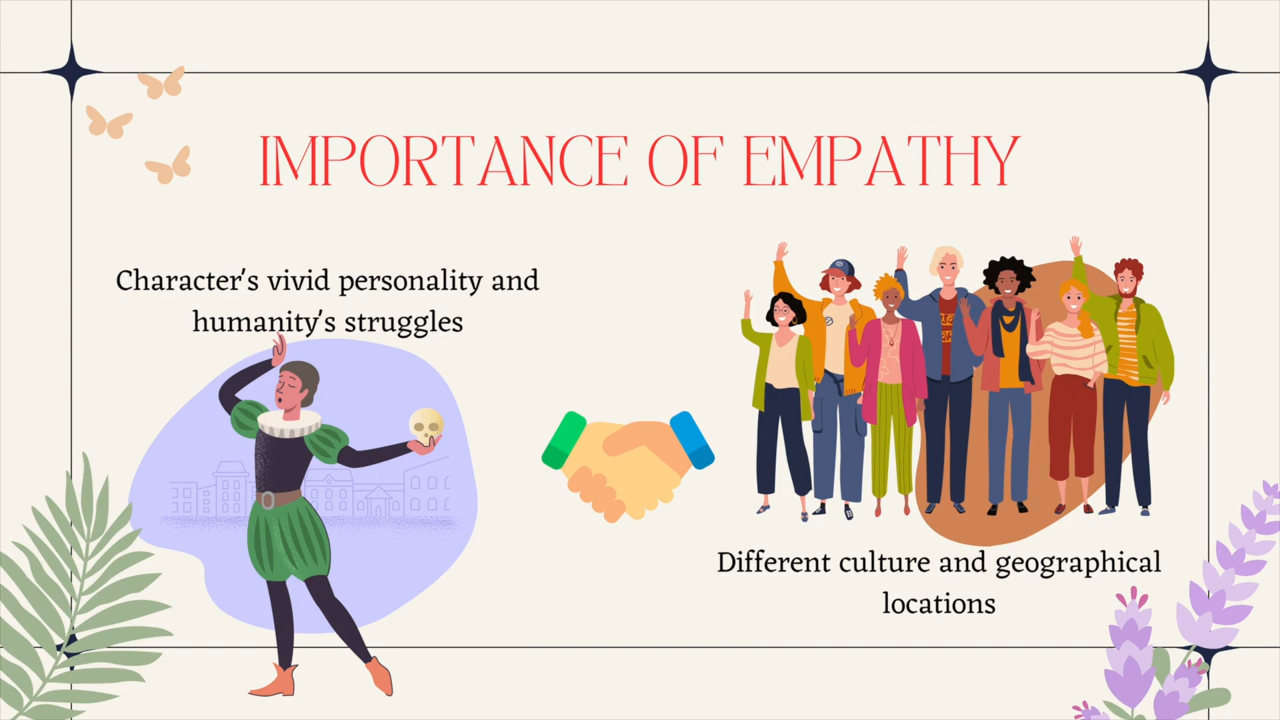 IMPORTANCE OF EMPATHY
Character's vivid personality and
humanity's struggles
Different culture and geographical
locations